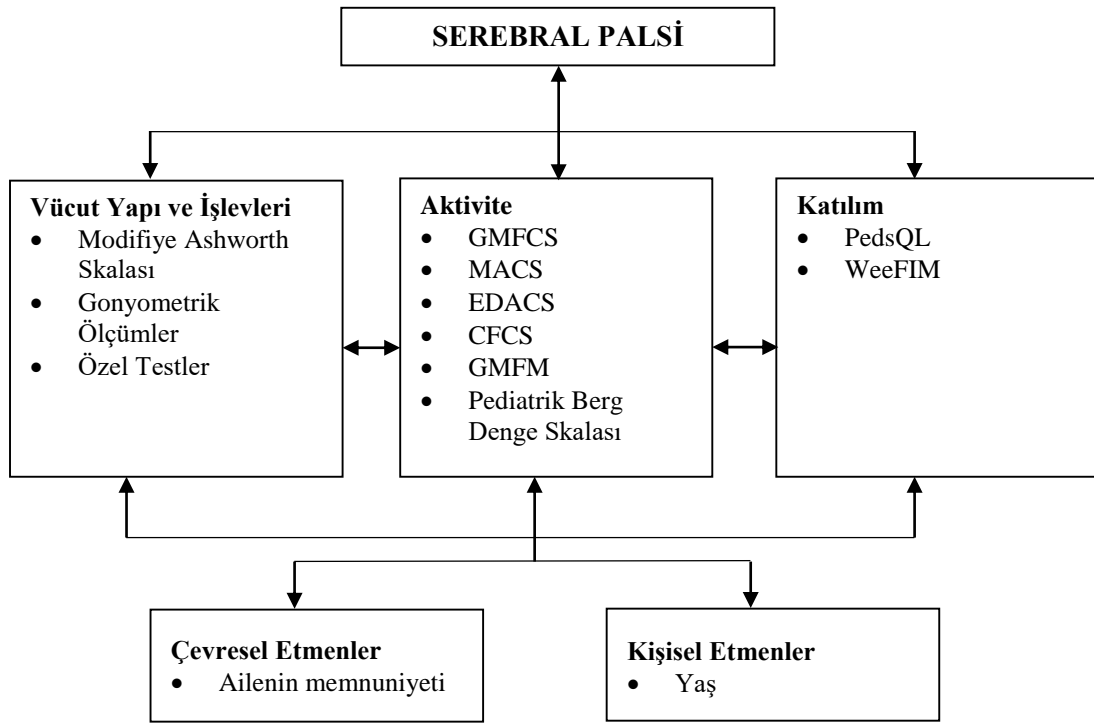 SEREBRAL PALSİ
Vücut Yapı ve İşlevleri
• Modifiye Ashworth
Skalası
• Gonyometrik
Ölçümler
• Özel Testler
Aktivite
• GMFCS
• MACS
• EDACS
• CFCS
• GMFM
• Pediatrik Berg
Denge Skalası
Katılım
• PedsQL
• WeeFIM
Çevresel Etmenler
• Ailenin memnuniyeti
Kişisel Etmenler
• Yaş